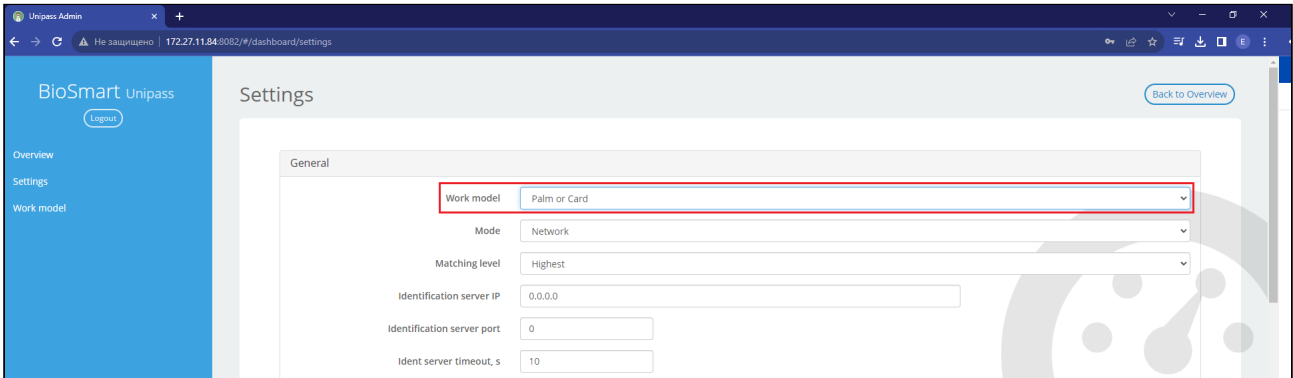 Unipass Admin
Не защищено | 172.27.11.84:8082/#/dashboard/settings
E
BioSmart Unipass
Logout
Overview
Settings
Work model
Settings
Back to Overview
General
Work model Palm or Card
Mode Network
Matching level Highest
Identification server IP 0.0.0.0
Identification server port 0
Ident server timeout, s 10